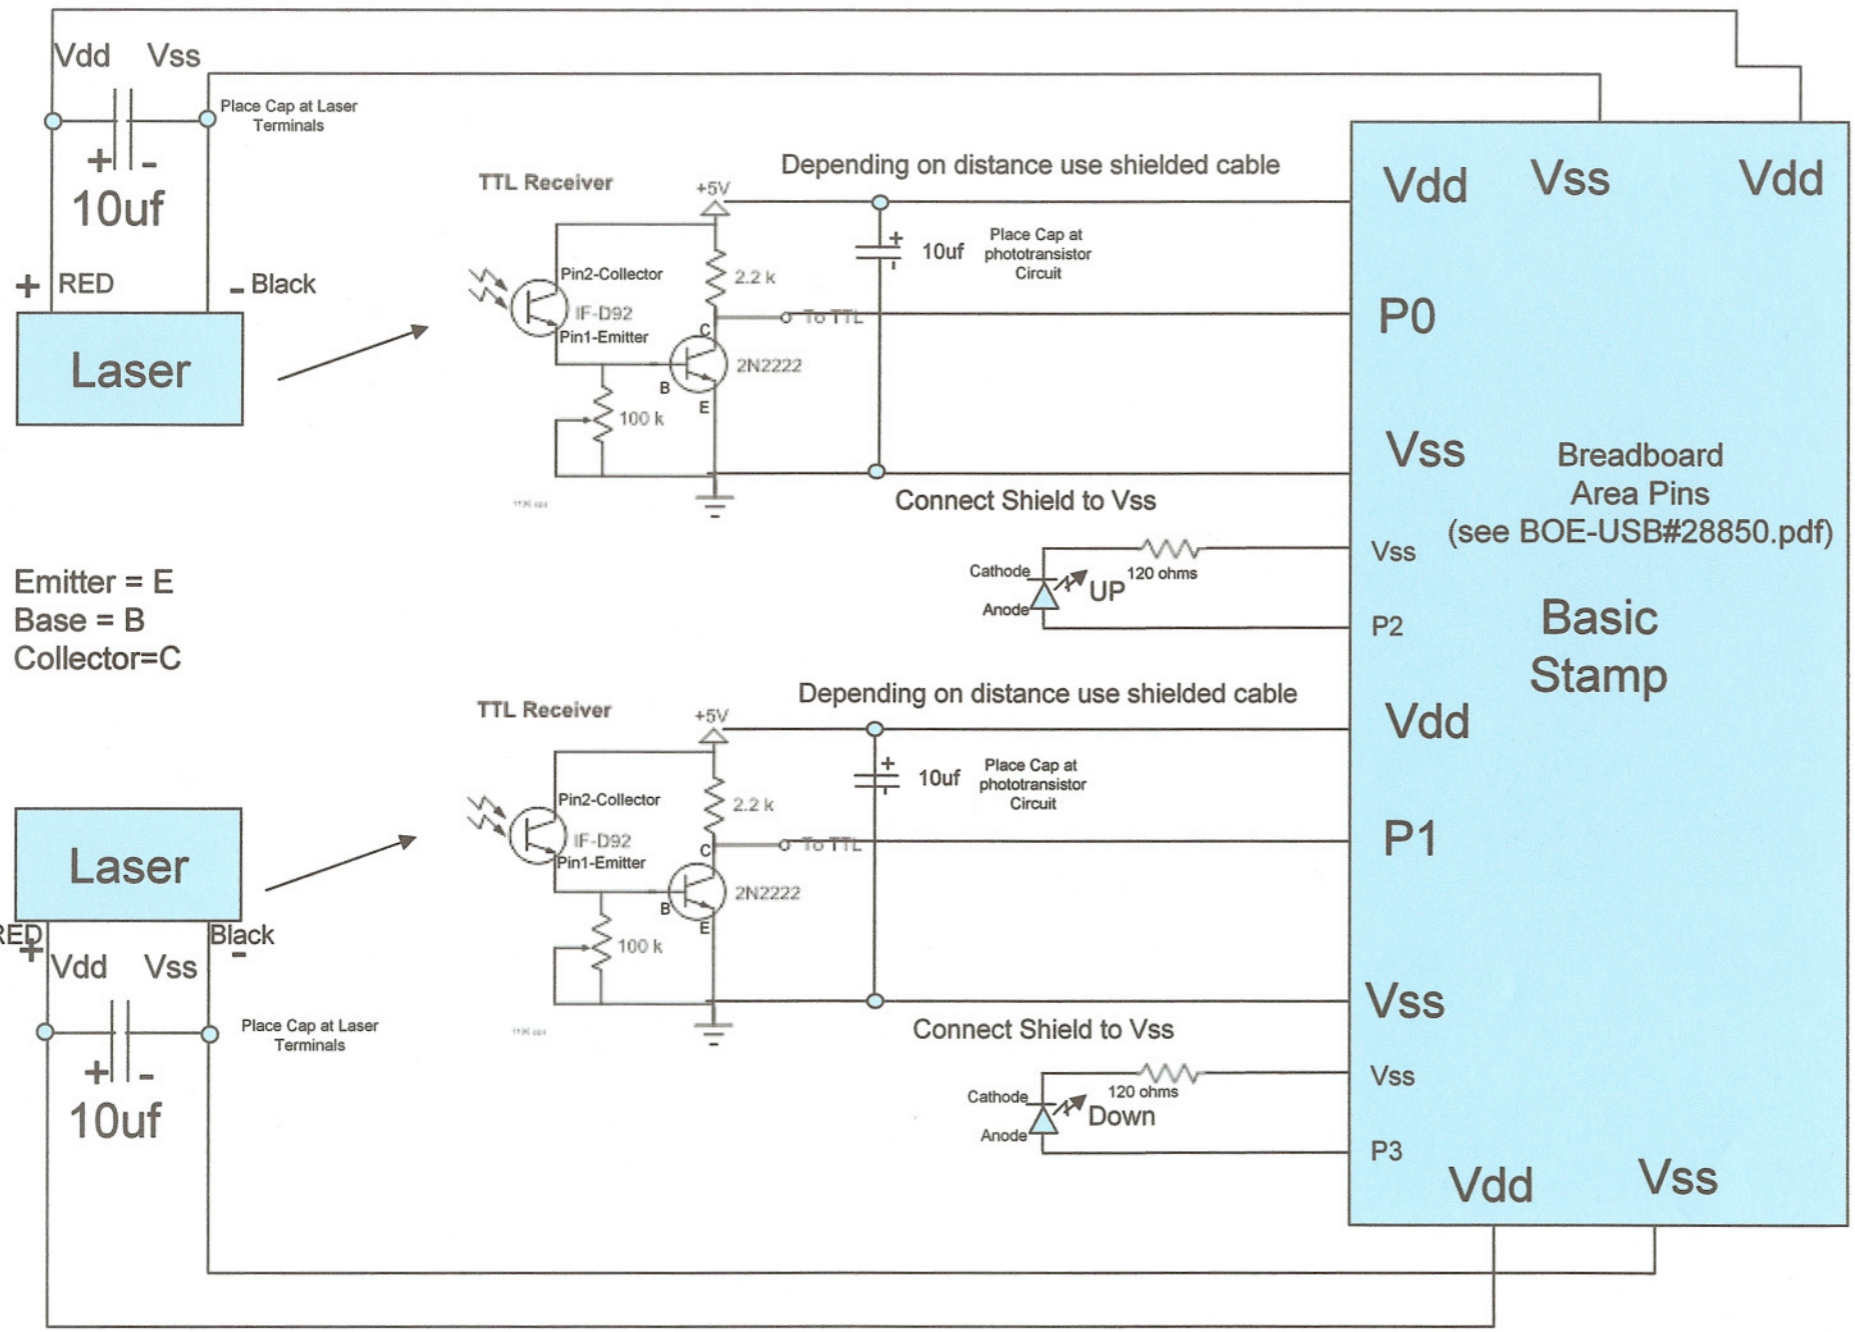 Vdd Vss
Place Cap at Laser
Terminals
+ -
10uf
+ RED
- Black
Laser
TTL Receiver
+5V
Depending on distance use shielded cable
Pin2-Collector
IF-D92
Pin1-Emitter
2.2 k
C
To TTL
2N2222
B
E
100 k
+
-
10uf
Place Cap at
phototransistor
Circuit
Connect Shield to Vss
Cathode
Anode
UP
120 ohms
Emitter = E
Base = B
Collector=C
TTL Receiver
+5V
Depending on distance use shielded cable
Pin2-Collector
IF-D92
Pin1-Emitter
2.2 k
C
To TTL
2N2222
B
E
100 k
+
-
10uf
Place Cap at
phototransistor
Circuit
Connect Shield to Vss
Cathode
Anode
Down
120 ohms
Laser
RED
+
Black
-
Vdd Vss
Place Cap at Laser
Terminals
+ -
10uf
Vdd Vss Vdd
P0
Vss
Breadboard
Area Pins
(see BOE-USB#28850.pdf)
Vss
P2
Basic
Stamp
Vdd
P1
Vss
Vss
P3
Vdd Vss